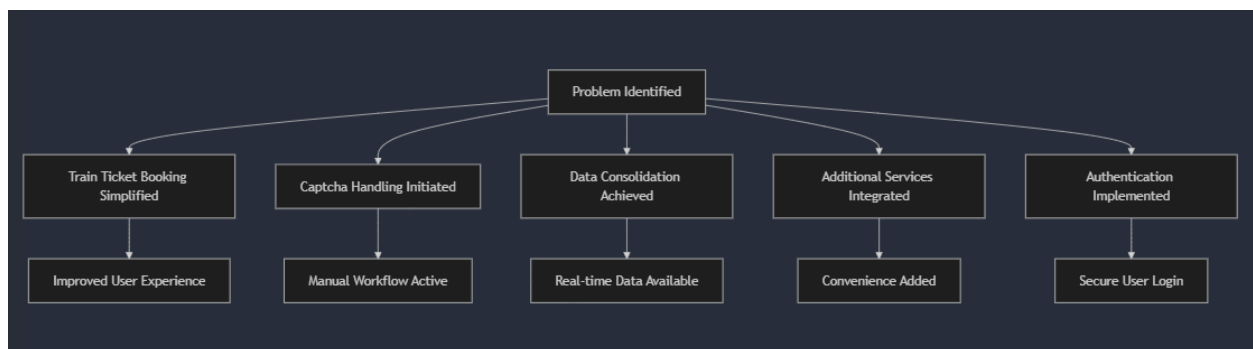 Problem Identified
Train Ticket Booking
Simplified
Captcha Handling Initiated
Data Consolidation
Achieved
Additional Services
Integrated
Authentication
Implemented
Improved User Experience
Manual Workflow Active
Real-time Data Available
Convenience Added
Secure User Login